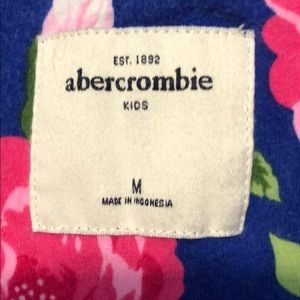 EST. 1892
abercrombie
KIDS
M
MADE IN INDONESIA